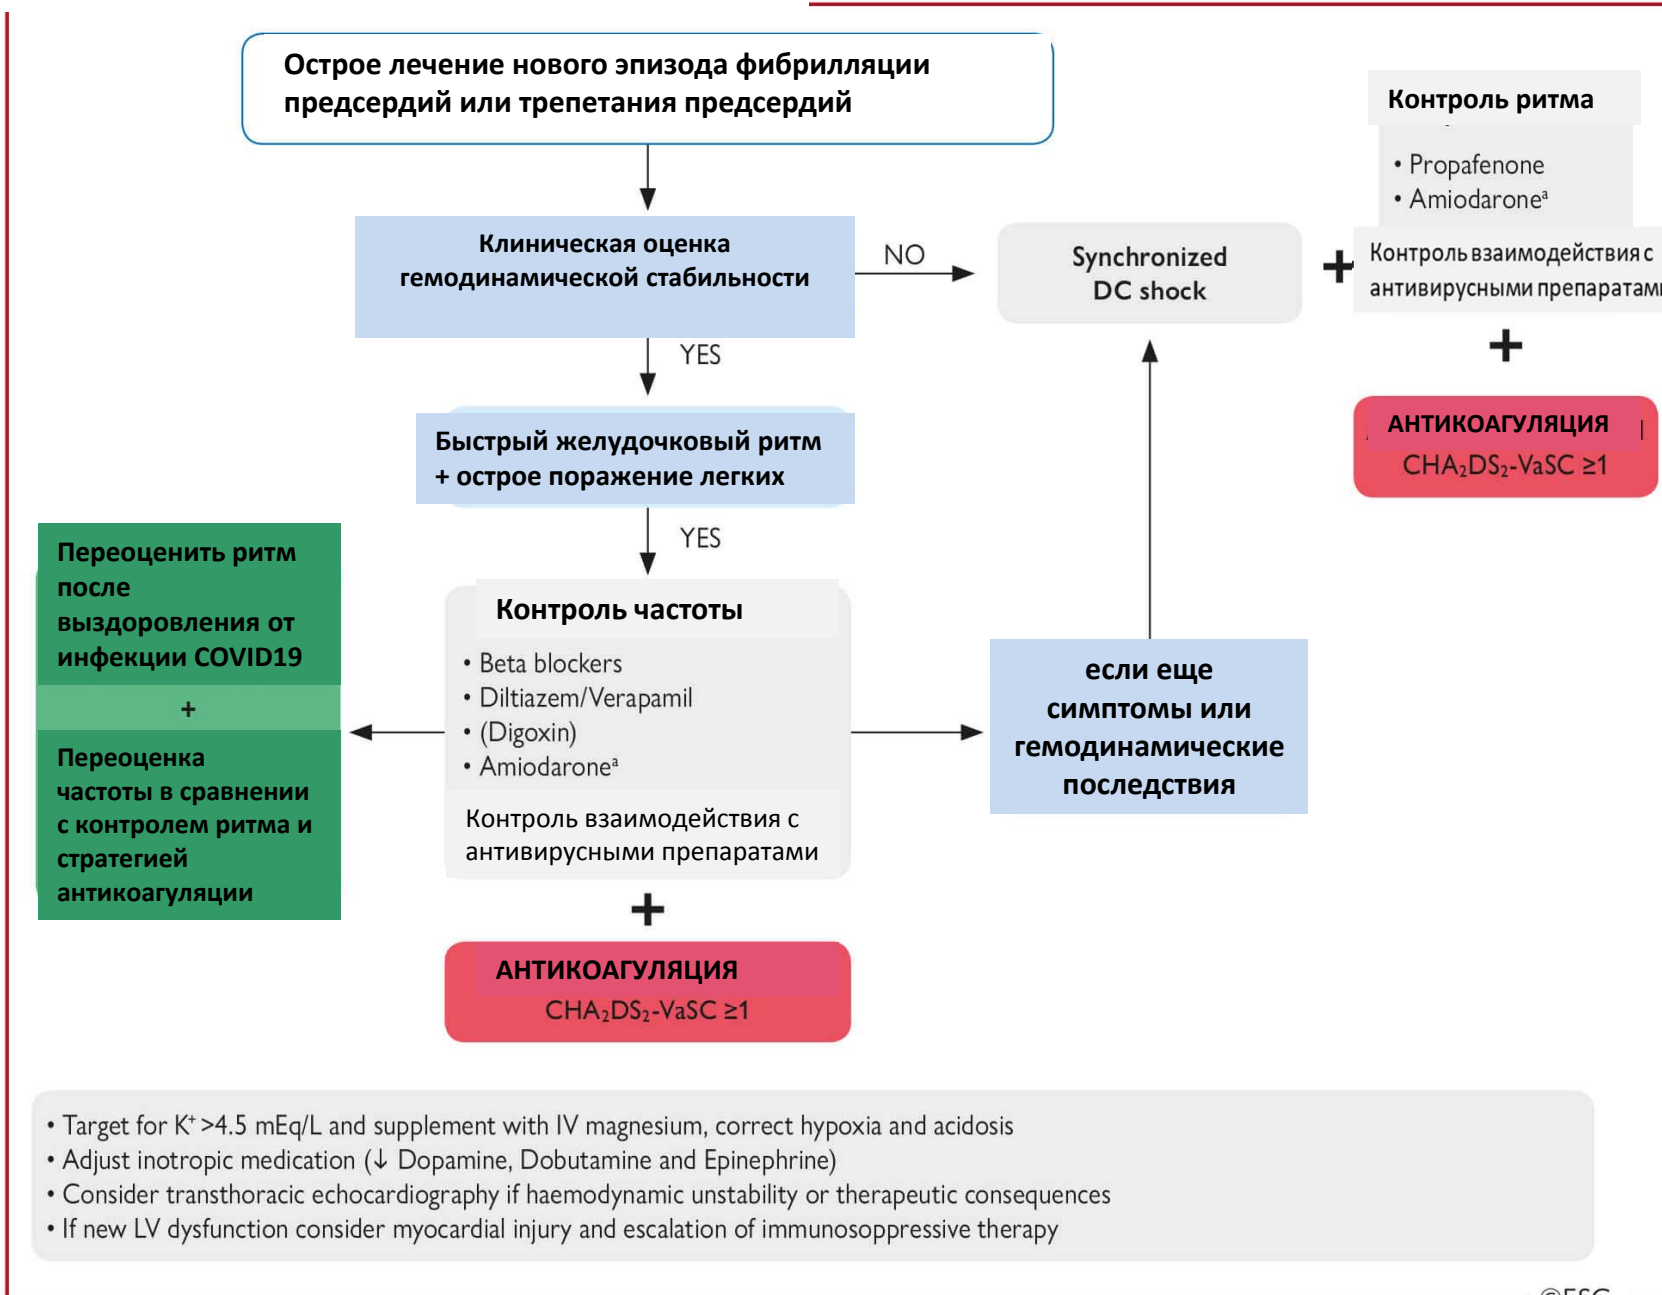 Острое лечение нового эпизода фибрилляции
предсердий или трепетания предсердий
Контроль ритма
• Propafenone
• Amiodaroneᵃ
Контроль взаимодействия с
антивирусными препаратами
+
+
АНТИКОАГУЛЯЦИЯ
CHA₂DS₂-VaSC ≥1
Клиническая оценка
гемодинамической стабильности
NO
Synchronized
DC shock
YES
Быстрый желудочковый ритм
+ острое поражение легких
YES
Контроль частоты
• Beta blockers
• Diltiazem/Verapamil
• (Digoxin)
• Amiodaroneᵃ
Контроль взаимодействия с
антивирусными препаратами
+
АНТИКОАГУЛЯЦИЯ
CHA₂DS₂-VaSC ≥1
Переоценить ритм
после
выздоровления от
инфекции COVID19
+
Переоценка
частоты в сравнении
с контролем ритма и
стратегией
антикоагуляции
если еще
симптомы или
гемодинамические
последствия
• Target for K⁺ >4.5 mEq/L and supplement with IV magnesium, correct hypoxia and acidosis
• Adjust inotropic medication (↓ Dopamine, Dobutamine and Epinephrine)
• Consider transthoracic echocardiography if haemodynamic unstability or therapeutic consequences
• If new LV dysfunction consider myocardial injury and escalation of immunosoppressive therapy
©ESC